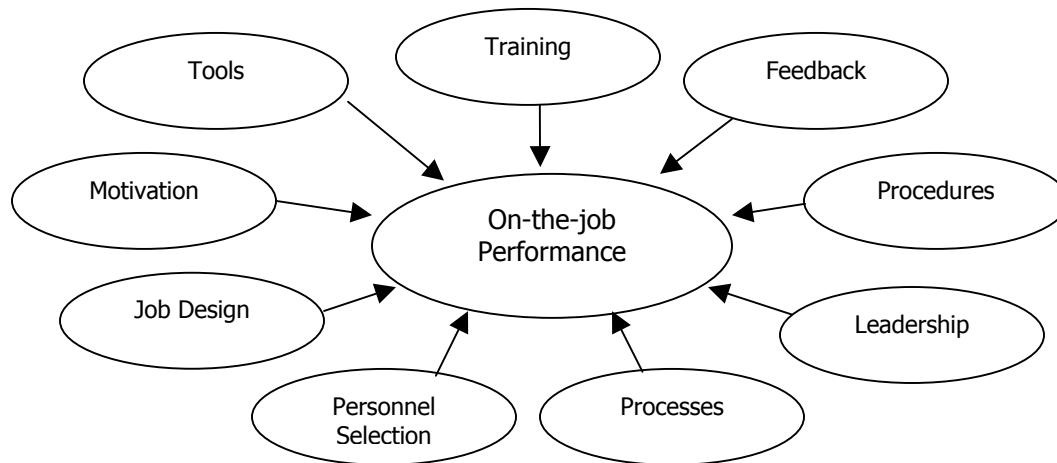 Training
Tools
Feedback
Motivation
Procedures
On-the-job
Performance
Job Design
Leadership
Personnel
Selection
Processes